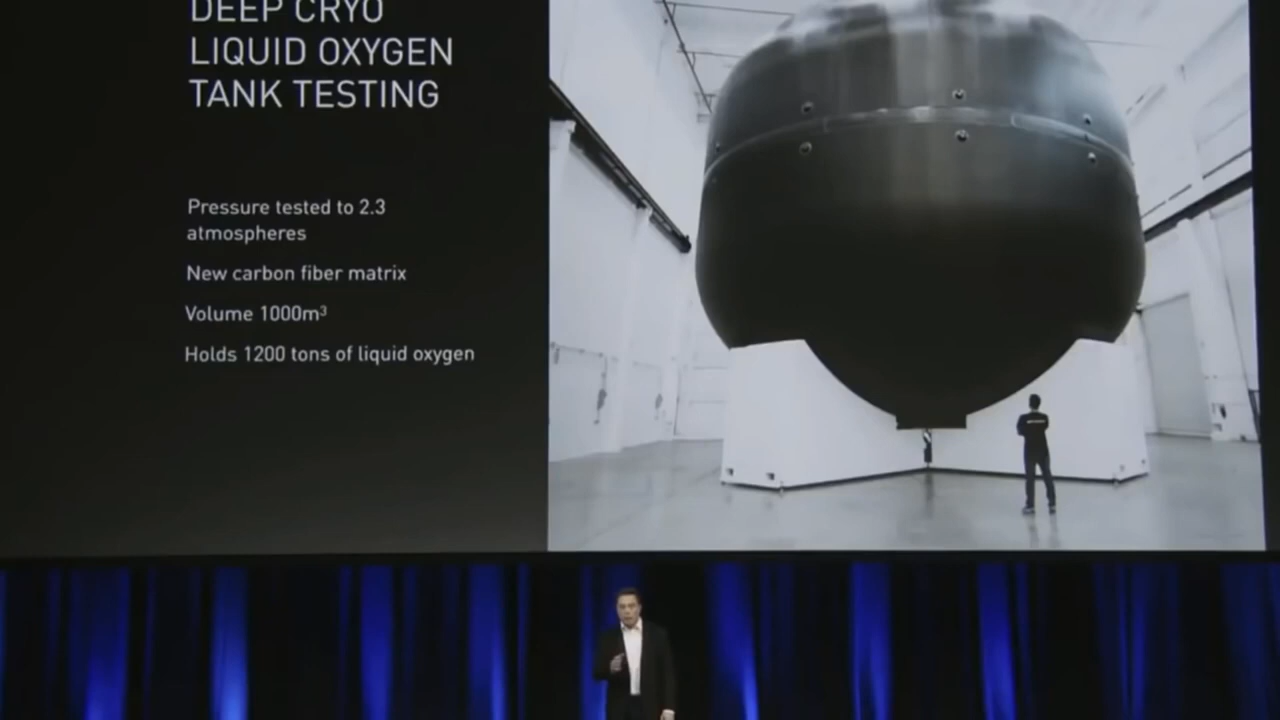 DEEP CRYO
LIQUID OXYGEN
TANK TESTING
Pressure tested to 2.3
atmospheres
New carbon fiber matrix
Volume 1000m³
Holds 1200 tons of liquid oxygen